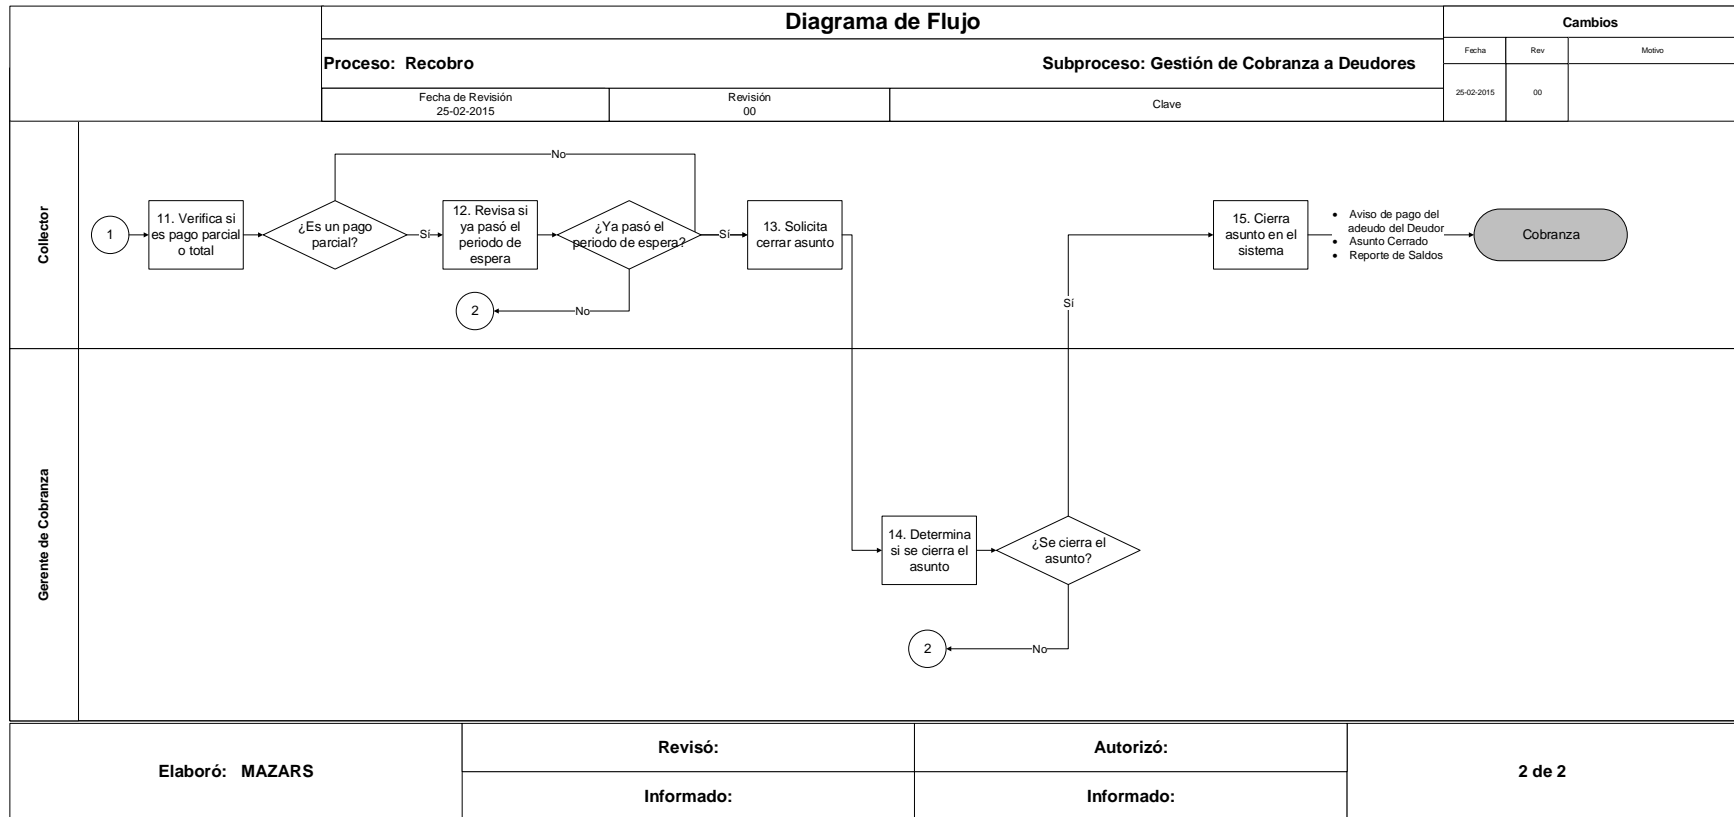 Diagrama de Flujo
Cambios
Fecha
Rev
Motivo
Proceso: Recobro
Subproceso: Gestión de Cobranza a Deudores
25-02-2015
00
Fecha de Revisión
25-02-2015
Revisión
00
Clave
Collector
1
11. Verifica si
es pago parcial
o total
¿Es un pago
parcial?
No
Sí
12. Revisa si
ya pasó el
periodo de
espera
¿Ya pasó el
periodo de espera?
Sí
13. Solicita
cerrar asunto
2
No
Sí
15. Cierra
asunto en el
sistema
• Aviso de pago del
adeudo del Deudor
• Asunto Cerrado
• Reporte de Saldos
Cobranza
Gerente de Cobranza
14. Determina
si se cierra el
asunto
¿Se cierra el
asunto?
2
No
Elaboró: MAZARS
Revisó:
Autorizó:
2 de 2
Informado:
Informado: